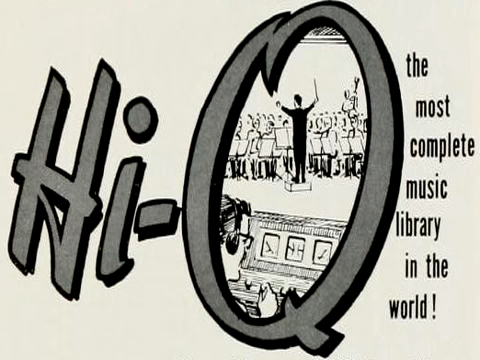 Hi-Q
the
most
complete
music
library
in the
world!